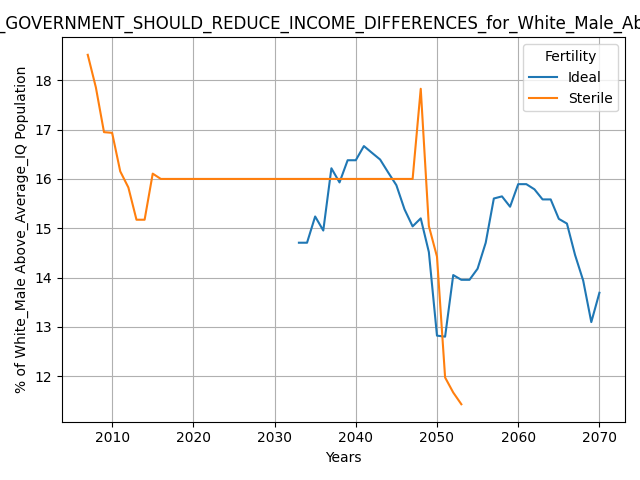 _GOVERNMENT_SHOULD_REDUCE_INCOME_DIFFERENCES_for_White_Male_Ab
% of White_Male Above_Average_IQ Population
18
17
16
15
14
13
12
Fertility
Ideal
Sterile
2010 2020 2030 2040 2050 2060 2070
Years